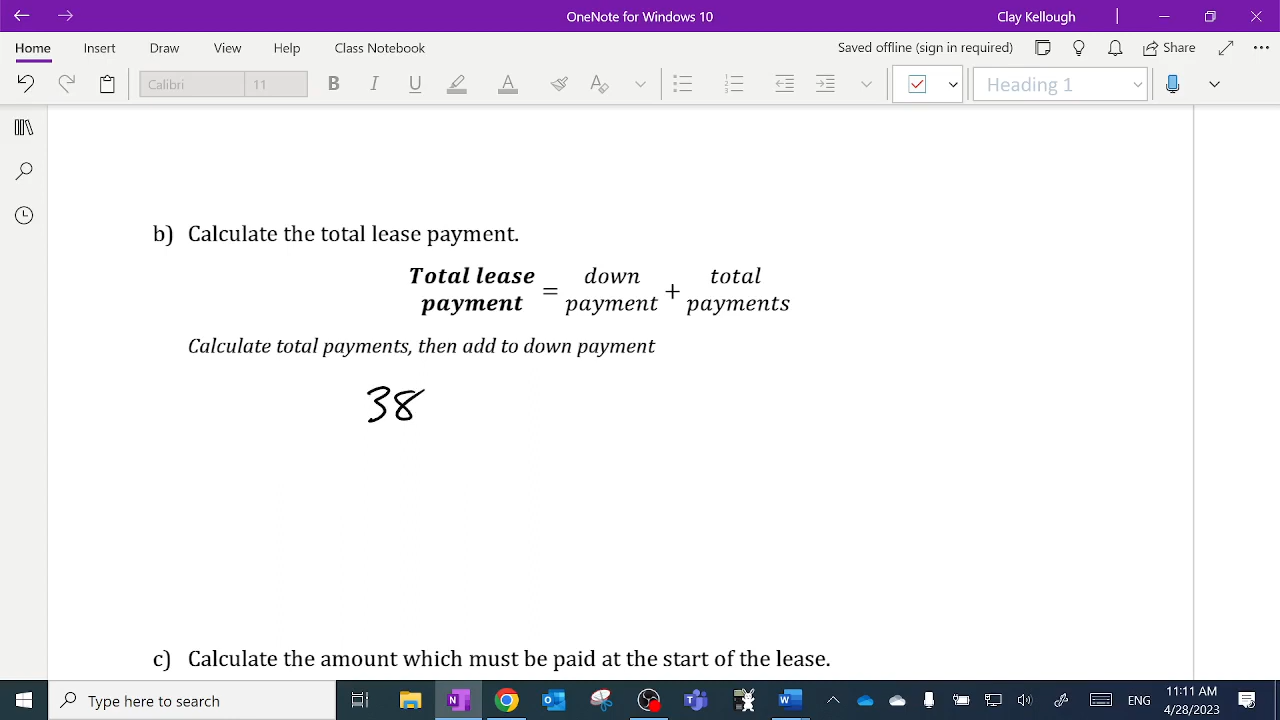 OneNote for Windows 10
Clay Kellough
Home Insert Draw View Help Class Notebook
Saved offline (sign in required)
Share
Calibri 11 B I U A A Heading 1
b) Calculate the total lease payment.
Total lease payment = down payment + total payments
Calculate total payments, then add to down payment
38
c) Calculate the amount which must be paid at the start of the lease.
Type here to search
ENG
11:11 AM
4/28/2023